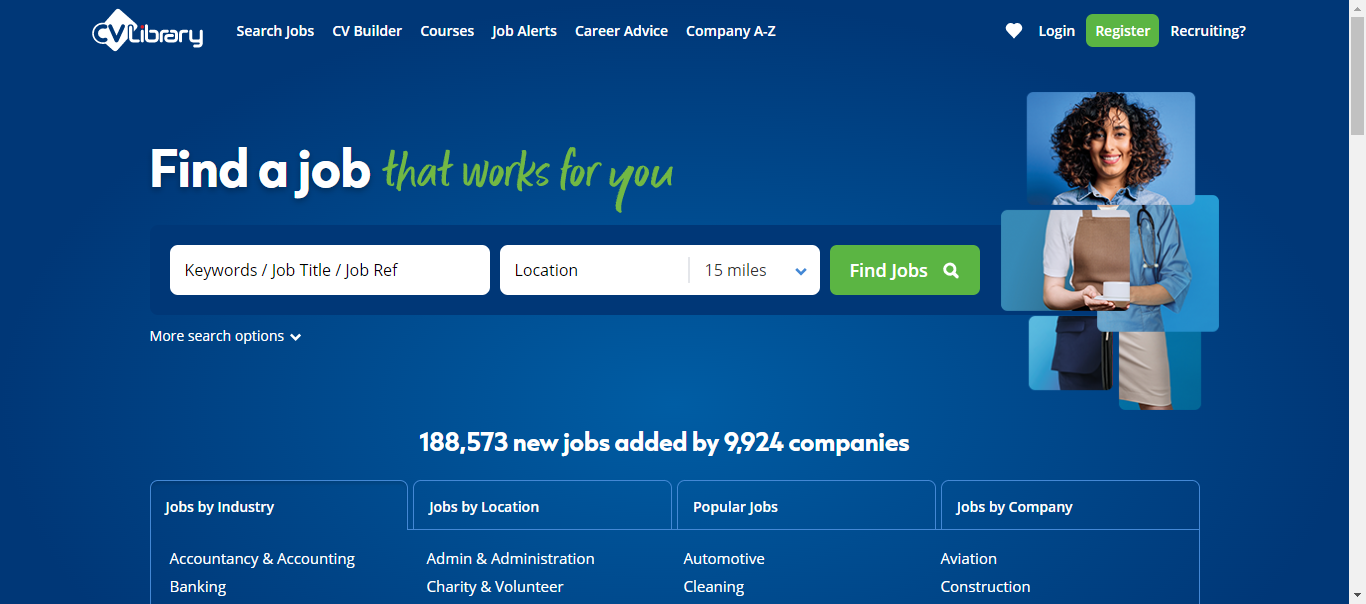 CVLibrary
Search Jobs CV Builder Courses Job Alerts Career Advice Company A-Z
Login Register Recruiting?
Find a job that works for you
Keywords / Job Title / Job Ref
Location 15 miles
Find Jobs
More search options
188,573 new jobs added by 9,924 companies
Jobs by Industry Jobs by Location Popular Jobs Jobs by Company
Accountancy & Accounting Admin & Administration Automotive Aviation
Banking Charity & Volunteer Cleaning Construction